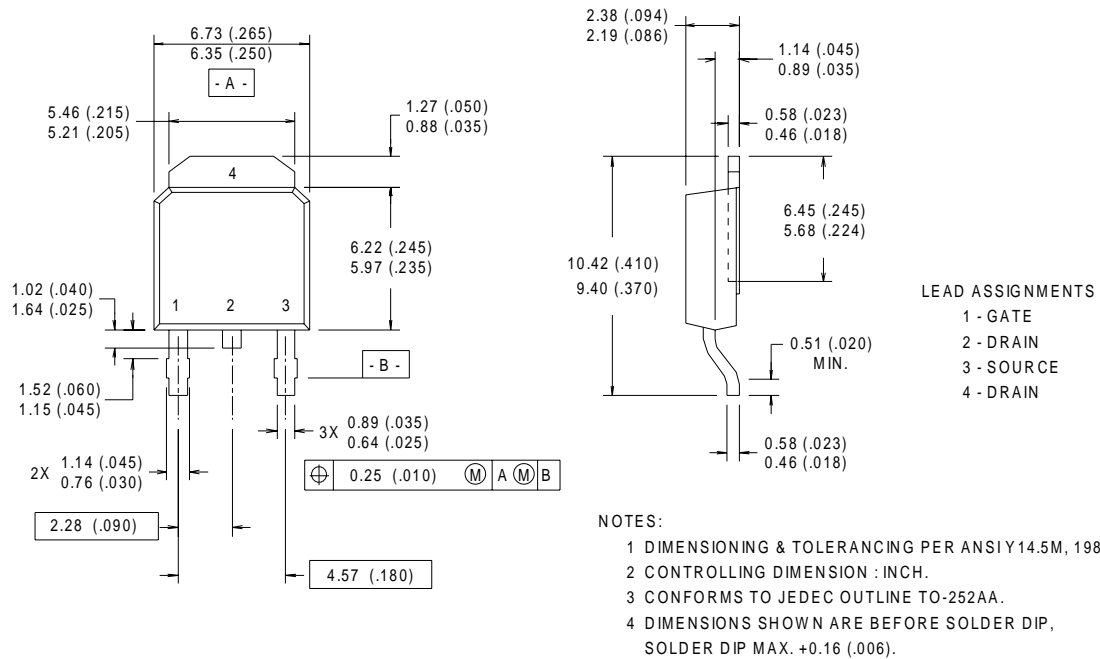 6.73 (.265)
6.35 (.250)
- A -
5.46 (.215)
5.21 (.205)
1.27 (.050)
0.88 (.035)
4
6.22 (.245)
5.97 (.235)
1.02 (.040)
1.64 (.025)
1 2 3
- B -
1.52 (.060)
1.15 (.045)
3X 0.89 (.035)
0.64 (.025)
2X 1.14 (.045)
0.76 (.030)
⌖ 0.25 (.010) Ⓜ A Ⓜ B
2.28 (.090)
4.57 (.180)
2.38 (.094)
2.19 (.086)
1.14 (.045)
0.89 (.035)
0.58 (.023)
0.46 (.018)
6.45 (.245)
5.68 (.224)
10.42 (.410)
9.40 (.370)
0.51 (.020)
MIN.
0.58 (.023)
0.46 (.018)
LEAD ASSIGNMENTS
1 - GATE
2 - DRAIN
3 - SOURCE
4 - DRAIN
NOTES:
1 DIMENSIONING & TOLERANCING PER ANSI Y14.5M, 198
2 CONTROLLING DIMENSION : INCH.
3 CONFORMS TO JEDEC OUTLINE TO-252AA.
4 DIMENSIONS SHOWN ARE BEFORE SOLDER DIP,
SOLDER DIP MAX. +0.16 (.006).